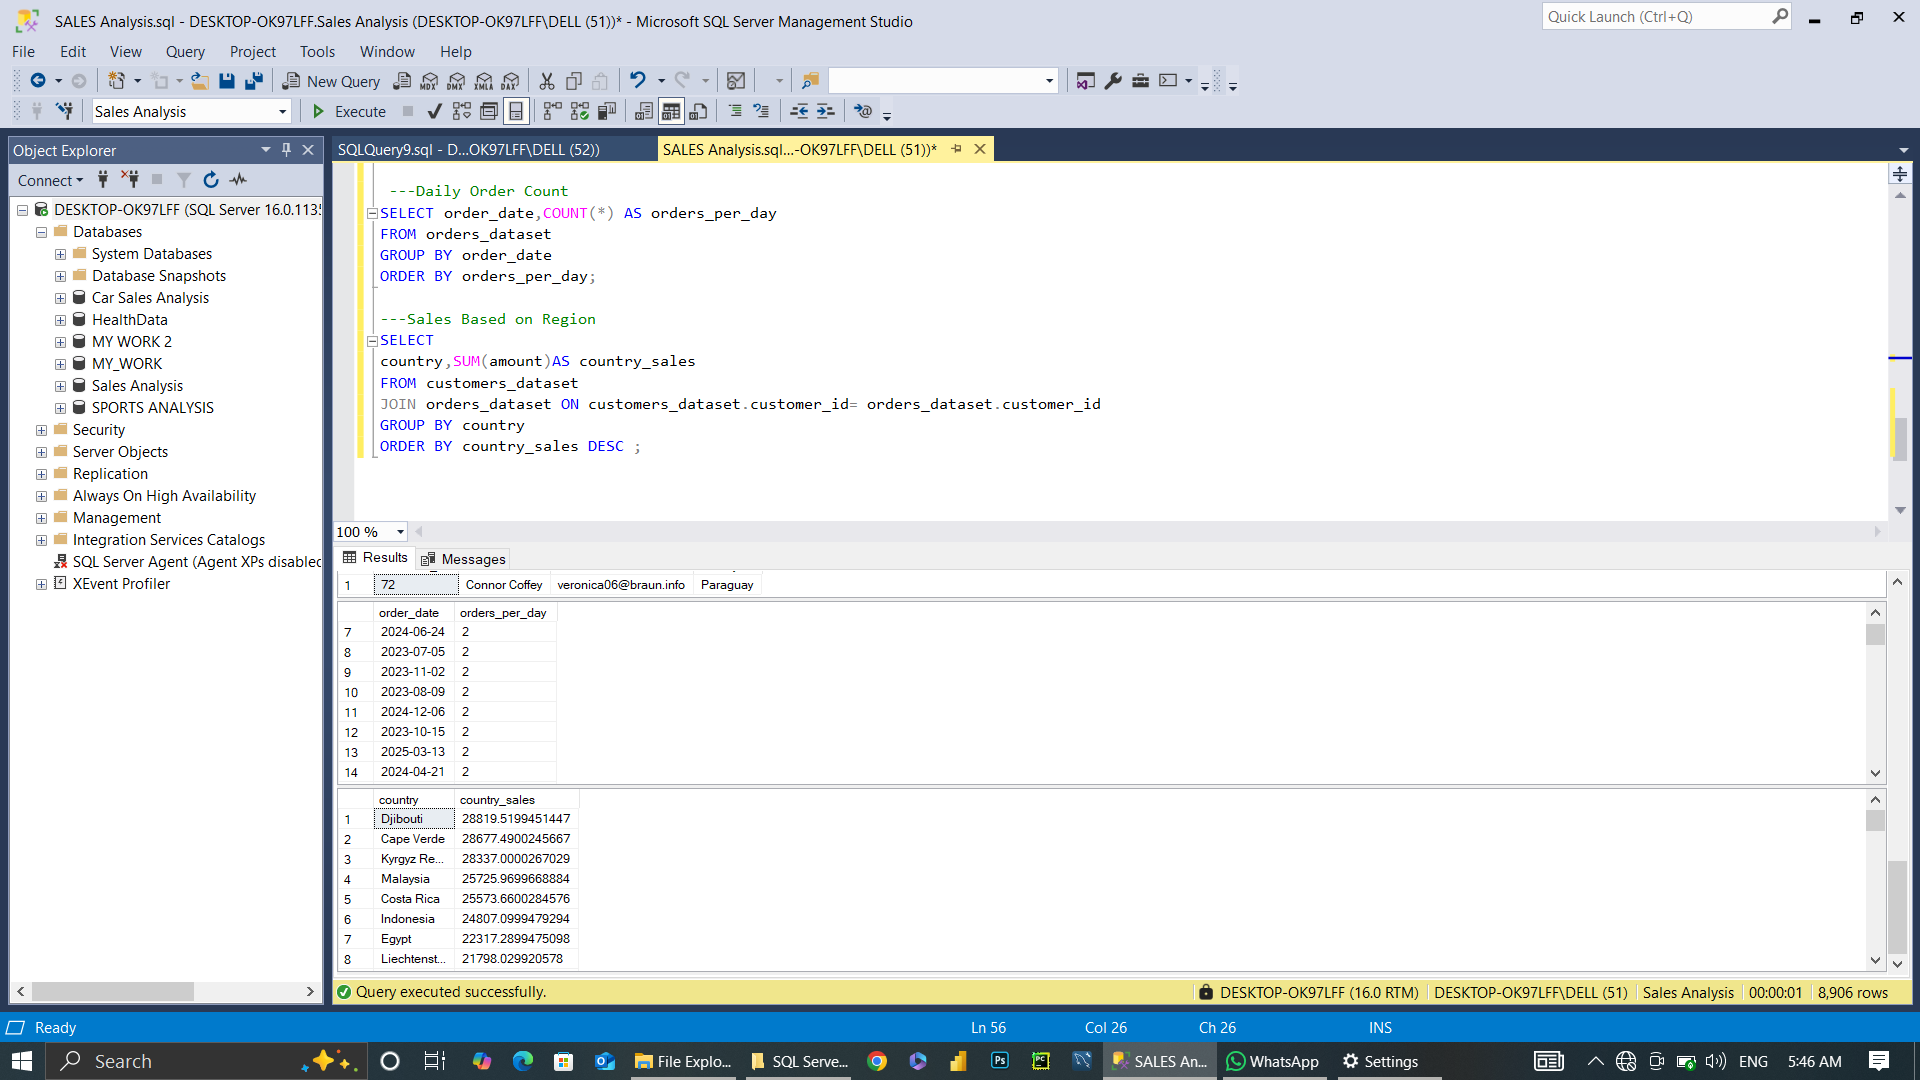 SALES Analysis.sql - DESKTOP-OK97LFF.Sales Analysis (DESKTOP-OK97LFF\DELL (51))* - Microsoft SQL Server Management Studio
Quick Launch (Ctrl+Q)
File Edit View Query Project Tools Window Help
New Query MDX DMX XMLA DAX
Sales Analysis Execute
Object Explorer
Connect
DESKTOP-OK97LFF (SQL Server 16.0.1135
Databases
System Databases
Database Snapshots
Car Sales Analysis
HealthData
MY WORK 2
MY_WORK
Sales Analysis
SPORTS ANALYSIS
Security
Server Objects
Replication
Always On High Availability
Management
Integration Services Catalogs
SQL Server Agent (Agent XPs disabled
XEvent Profiler
SQLQuery9.sql - D...OK97LFF\DELL (52))
SALES Analysis.sql...-OK97LFF\DELL (51))*
---Daily Order Count
SELECT order_date,COUNT(*) AS orders_per_day
FROM orders_dataset
GROUP BY order_date
ORDER BY orders_per_day;
---Sales Based on Region
SELECT
country,SUM(amount)AS country_sales
FROM customers_dataset
JOIN orders_dataset ON customers_dataset.customer_id= orders_dataset.customer_id
GROUP BY country
ORDER BY country_sales DESC ;
100 %
Results Messages
1 72 Connor Coffey veronica06@braun.info Paraguay
order_date orders_per_day
7 2024-06-24 2
8 2023-07-05 2
9 2023-11-02 2
10 2023-08-09 2
11 2024-12-06 2
12 2023-10-15 2
13 2025-03-13 2
14 2024-04-21 2
country country_sales
1 Djibouti 28819.5199451447
2 Cape Verde 28677.4900245667
3 Kyrgyz Re... 28337.0000267029
4 Malaysia 25725.9699668884
5 Costa Rica 25573.6600284576
6 Indonesia 24807.0999479294
7 Egypt 22317.2899475098
8 Liechtenst... 21798.029920578
Query executed successfully. DESKTOP-OK97LFF (16.0 RTM) DESKTOP-OK97LFF\DELL (51) Sales Analysis 00:00:01 8,906 rows
Ready Ln 56 Col 26 Ch 26 INS
Search File Explo... SQL Serve... Ps PC SALES An... WhatsApp Settings ENG 5:46 AM